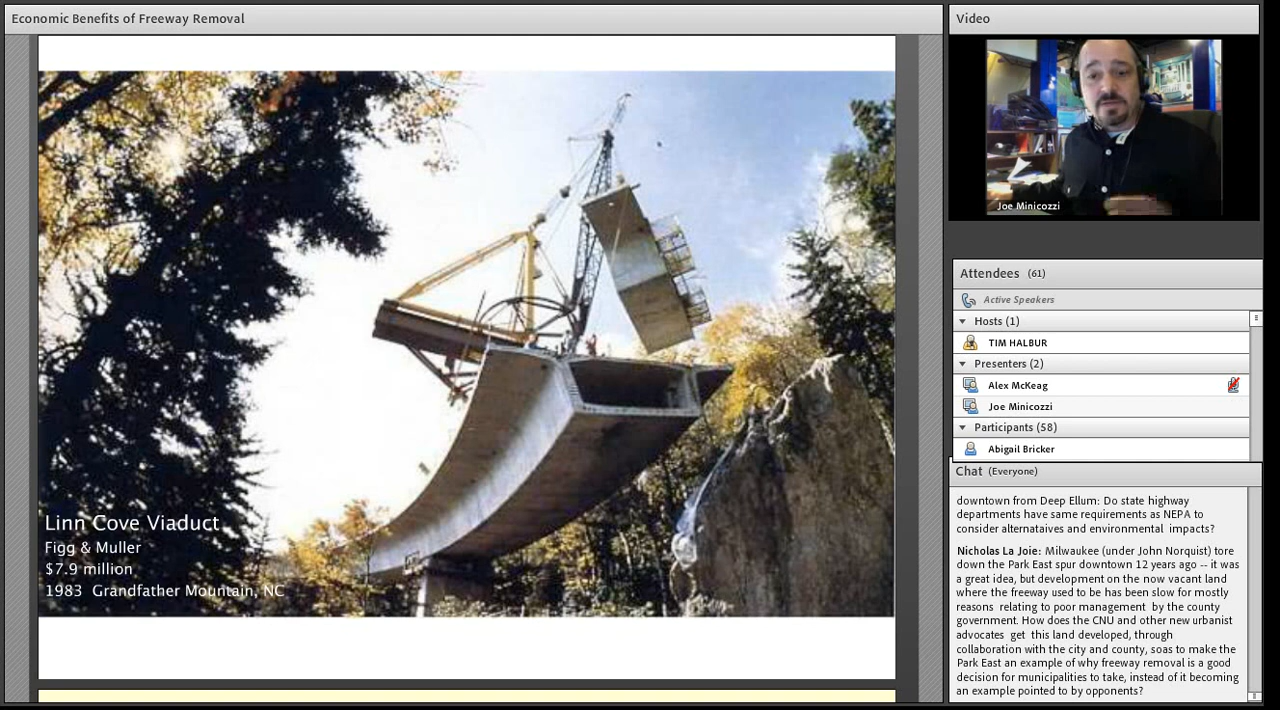 Economic Benefits of Freeway Removal
Linn Cove Viaduct
Figg & Muller
$7.9 million
1983 Grandfather Mountain, NC
Video
Joe Minicozzi
Attendees (61)
Active Speakers
Hosts (1)
TIM HALBUR
Presenters (2)
Alex McKeag
Joe Minicozzi
Participants (58)
Abigail Bricker
Chat (Everyone)
downtown from Deep Ellum: Do state highway
departments have same requirements as NEPA to
consider alternataives and environmental impacts?
Nicholas La Joie: Milwaukee (under John Norquist) tore
down the Park East spur downtown 12 years ago -- it was
a great idea, but development on the now vacant land
where the freeway used to be has been slow for mostly
reasons relating to poor management by the county
government. How does the CNU and other new urbanist
advocates get this land developed, through
collaboration with the city and county, soas to make the
Park East an example of why freeway removal is a good
decision for municipalities to take, instead of it becoming
an example pointed to by opponents?